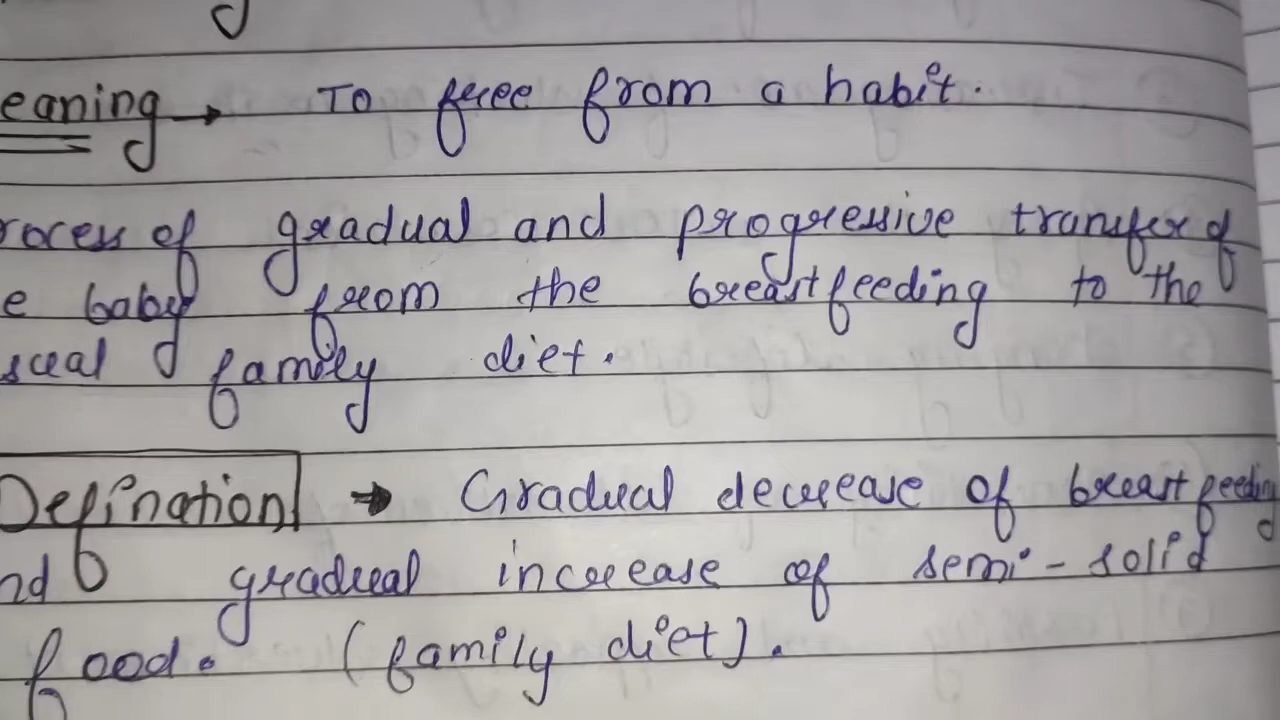 eaning → To free from a habit.
rocess of gradual and progressive transfer of
e baby from the breastfeeding to the
sual family diet.
Defination → Gradual decrease of breastfeeding
nd gradual increase of semi-solid
food. (family diet).